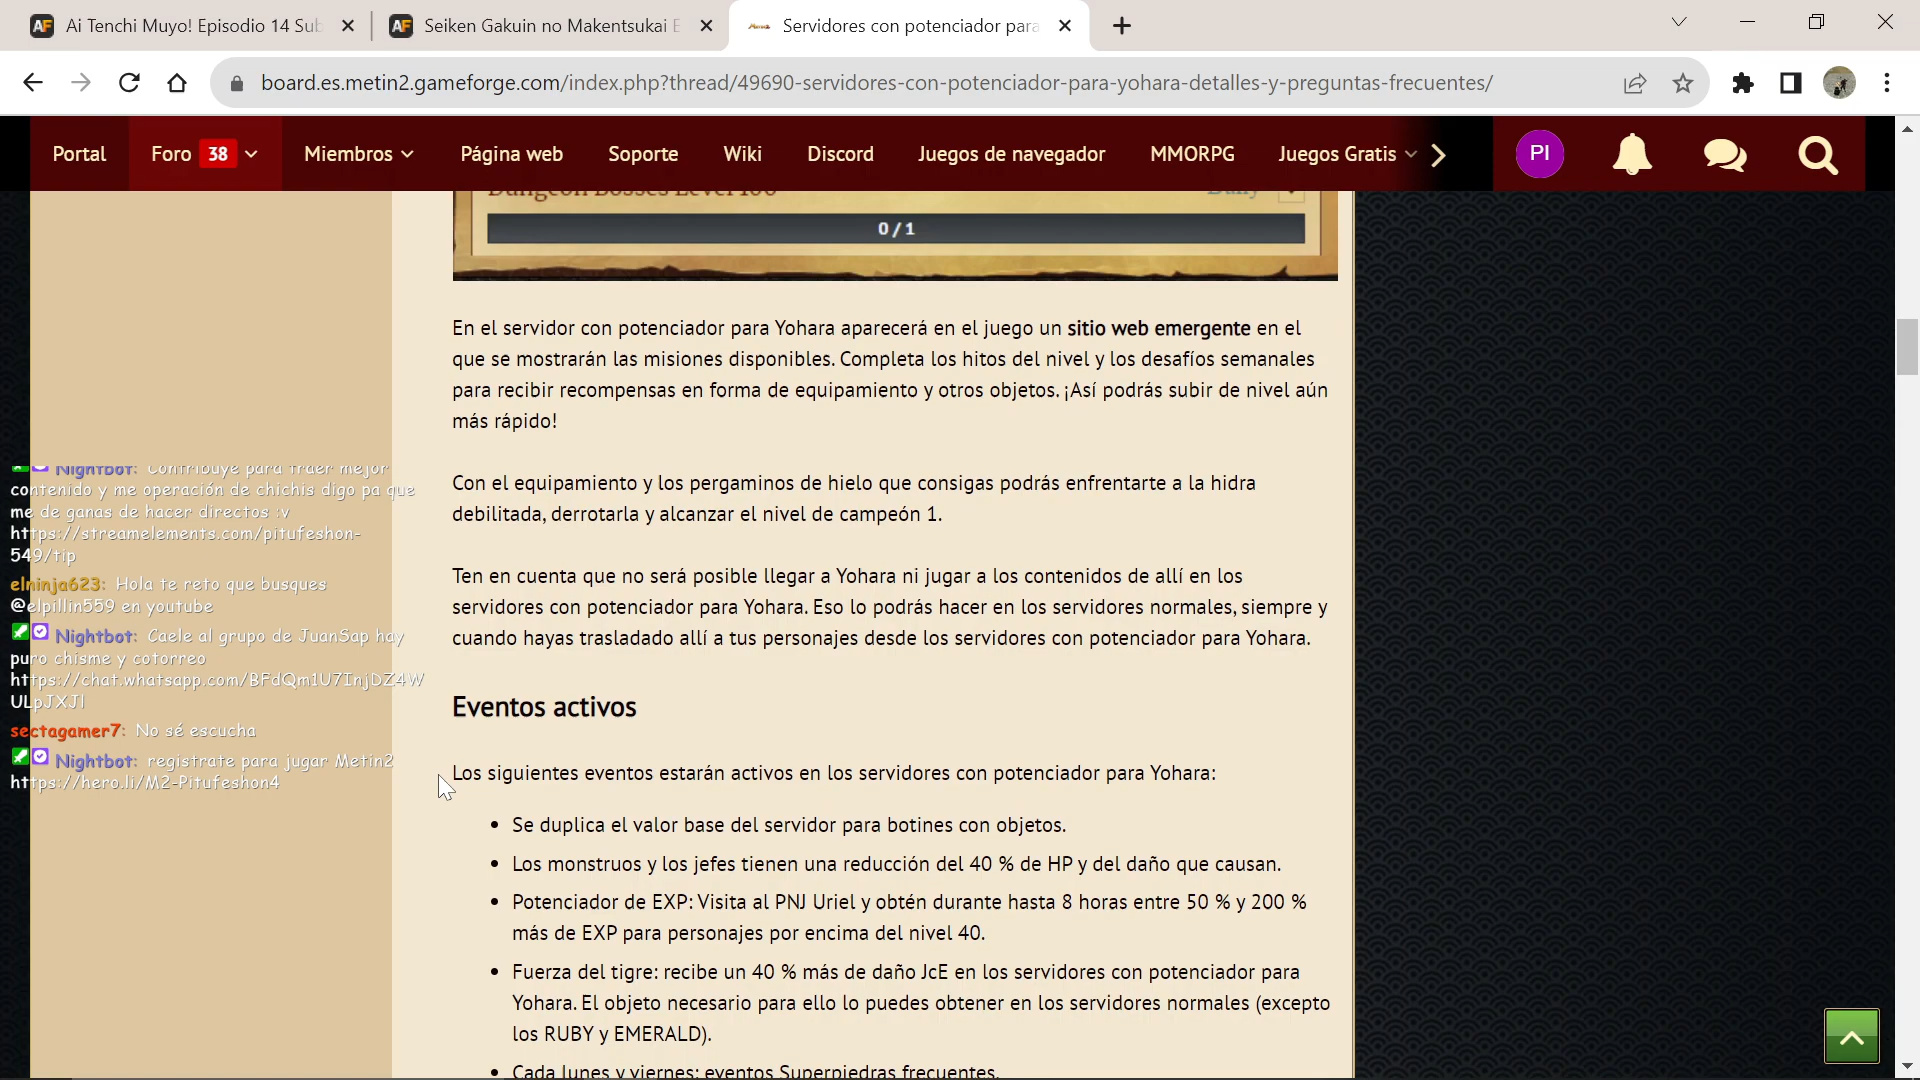 Ai Tenchi Muyo! Episodio 14 Sub
Seiken Gakuin no Makentsukai E
Servidores con potenciador para
board.es.metin2.gameforge.com/index.php?thread/49690-servidores-con-potenciador-para-yohara-detalles-y-preguntas-frecuentes/
Portal
Foro 38
Miembros
Página web
Soporte
Wiki
Discord
Juegos de navegador
MMORPG
Juegos Gratis
PI
Dungeon Bosses Level 100
Daily
0 / 1
En el servidor con potenciador para Yohara aparecerá en el juego un sitio web emergente en el
que se mostrarán las misiones disponibles. Completa los hitos del nivel y los desafíos semanales
para recibir recompensas en forma de equipamiento y otros objetos. ¡Así podrás subir de nivel aún
más rápido!
Con el equipamiento y los pergaminos de hielo que consigas podrás enfrentarte a la hidra
debilitada, derrotarla y alcanzar el nivel de campeón 1.
Ten en cuenta que no será posible llegar a Yohara ni jugar a los contenidos de allí en los
servidores con potenciador para Yohara. Eso lo podrás hacer en los servidores normales, siempre y
cuando hayas trasladado allí a tus personajes desde los servidores con potenciador para Yohara.
Eventos activos
Los siguientes eventos estarán activos en los servidores con potenciador para Yohara:
• Se duplica el valor base del servidor para botines con objetos.
• Los monstruos y los jefes tienen una reducción del 40 % de HP y del daño que causan.
• Potenciador de EXP: Visita al PNJ Uriel y obtén durante hasta 8 horas entre 50 % y 200 %
más de EXP para personajes por encima del nivel 40.
• Fuerza del tigre: recibe un 40 % más de daño JcE en los servidores con potenciador para
Yohara. El objeto necesario para ello lo puedes obtener en los servidores normales (excepto
los RUBY y EMERALD).
• Cada lunes y viernes: eventos Superpiedras frecuentes.
Nightbot: Contribuye para traer mejor
contenido y me operación de chichis digo pa que
me de ganas de hacer directos :v
https://streamelements.com/pitufeshon-
549/tip
elninja623: Hola te reto que busques
@elpillin559 en youtube
Nightbot: Caele al grupo de JuanSap hay
puro chisme y cotorreo
https://chat.whatsapp.com/BFdQm1U7InjDZ4W
ULpJXJl
sectagamer7: No sé escucha
Nightbot: registrate para jugar Metin2
https://hero.li/M2-Pitufeshon4